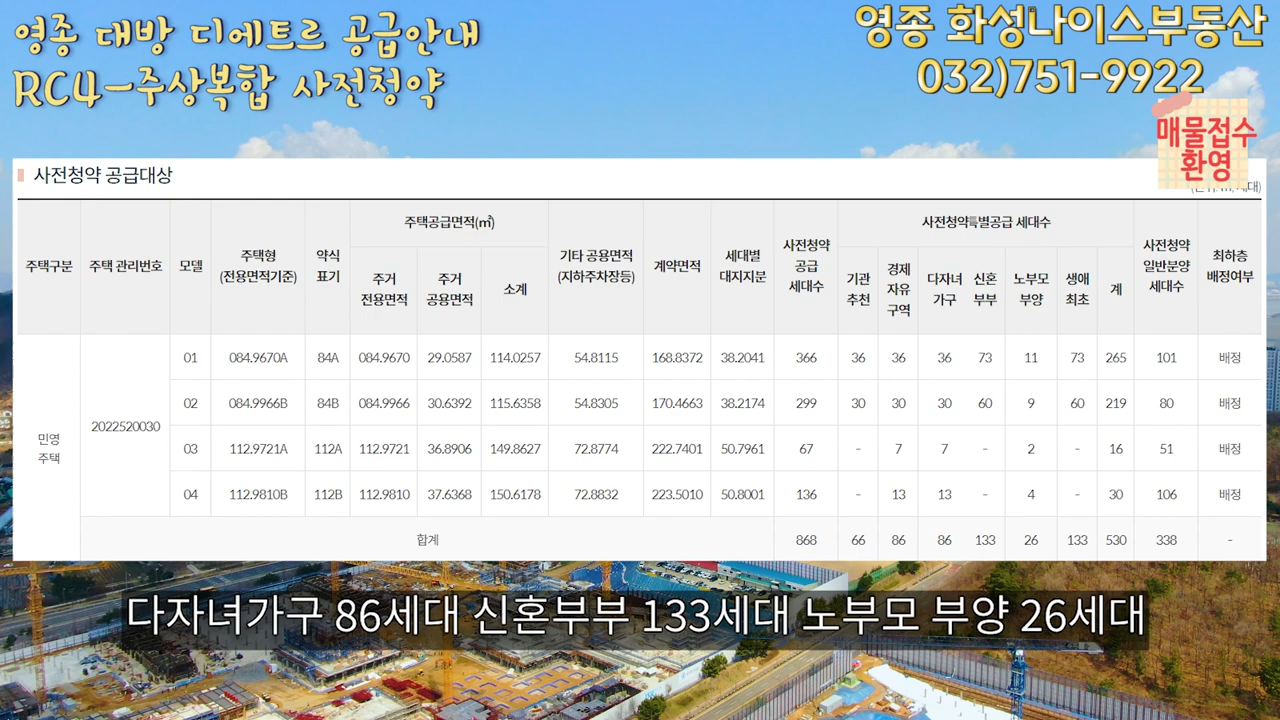 영종 대방 디에트르 공급안내
RC4-주상복합 사전청약
영종 화성나이스부동산
032)751-9922
매물접수
환영
사전청약 공급대상
주택구분 주택 관리번호 모델 주택형 (전용면적기준) 약식 표기 주택공급면적(㎡) 주거 전용면적 주거 공용면적 소계 기타 공용면적 (지하주차장등) 계약면적 세대별 대지지분 사전청약 공급 세대수 사전청약특별공급 세대수 기관 추천 경제 자유 구역 다자녀 가구 신혼 부부 노부모 부양 생애 최초 계 사전청약 일반분양 세대수 최하층 배정여부
민영 주택 2022520030
01 084.9670A 84A 084.9670 29.0587 114.0257 54.8115 168.8372 38.2041 366 36 36 36 73 11 73 265 101 배정
02 084.9966B 84B 084.9966 30.6392 115.6358 54.8305 170.4663 38.2174 299 30 30 30 60 9 60 219 80 배정
03 112.9721A 112A 112.9721 36.8906 149.8627 72.8774 222.7401 50.7961 67 - 7 7 - 2 - 16 51 배정
04 112.9810B 112B 112.9810 37.6368 150.6178 72.8832 223.5010 50.8001 136 - 13 13 - 4 - 30 106 배정
합계 868 66 86 86 133 26 133 530 338 -
다자녀가구 86세대 신혼부부 133세대 노부모 부양 26세대